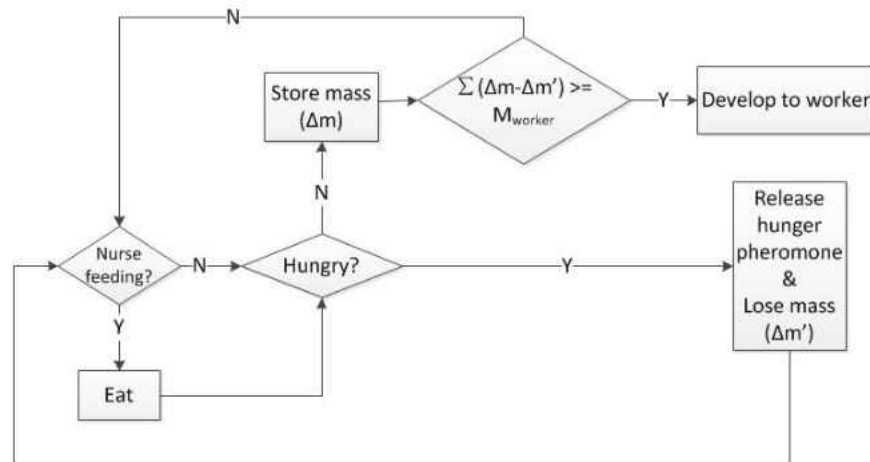 N
Store mass
(Δm)
∑ (Δm-Δm’) >=
Mworker
Y
Develop to worker
N
Nurse
feeding?
N
Hungry?
Y
Release
hunger
pheromone
&
Lose mass
(Δm’)
Y
Eat